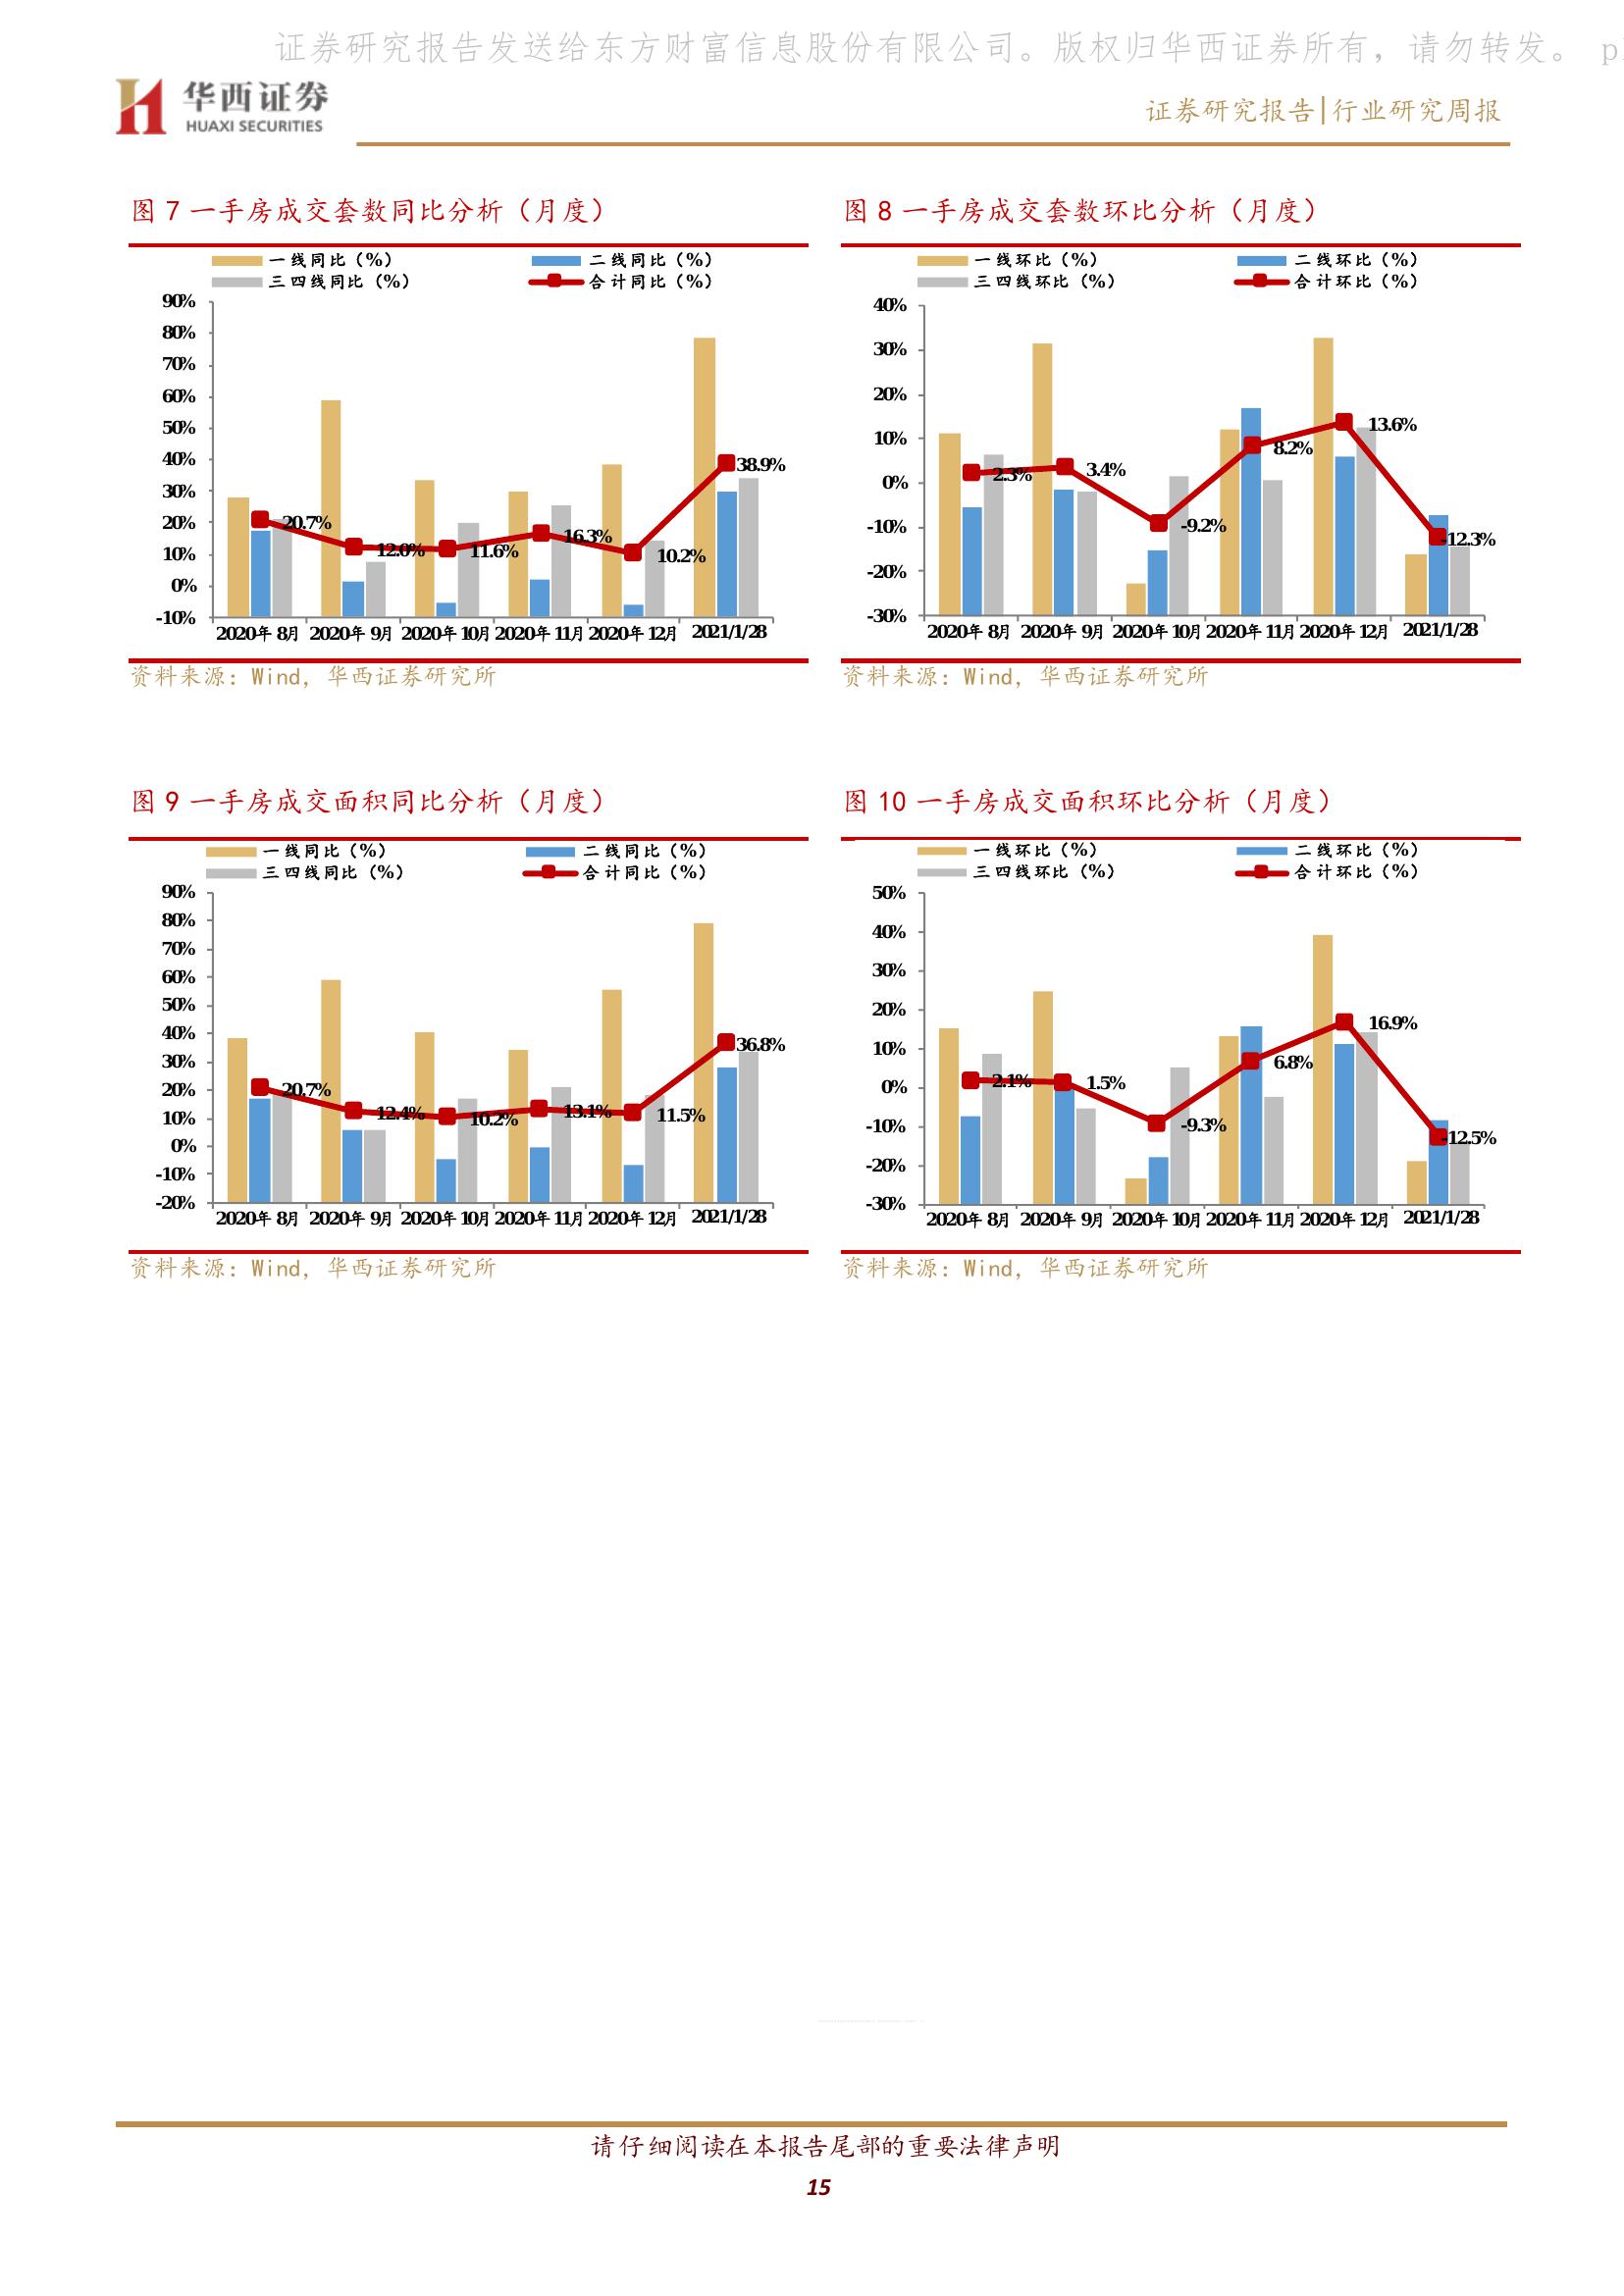 证券研究报告发送给东方财富信息股份有限公司。版权归华西证券所有，请勿转发。 p
华西证券
HUAXI SECURITIES
证券研究报告|行业研究周报
图 7 一手房成交套数同比分析（月度）
一线同比（%） 二线同比（%）
三四线同比（%） 合计同比（%）
90%
80%
70%
60%
50%
40%
30%
20%
10%
0%
-10%
20.7%
12.0%
11.6%
16.3%
10.2%
38.9%
2020年 8月 2020年 9月 2020年 10月 2020年 11月 2020年 12月 2021/1/28
资料来源：Wind，华西证券研究所
图 8 一手房成交套数环比分析（月度）
一线环比（%） 二线环比（%）
三四线环比（%） 合计环比（%）
40%
30%
20%
10%
0%
-10%
-20%
-30%
2.3%
3.4%
-9.2%
8.2%
13.6%
-12.3%
2020年 8月 2020年 9月 2020年 10月 2020年 11月 2020年 12月 2021/1/28
资料来源：Wind，华西证券研究所
图 9 一手房成交面积同比分析（月度）
一线同比（%） 二线同比（%）
三四线同比（%） 合计同比（%）
90%
80%
70%
60%
50%
40%
30%
20%
10%
0%
-10%
-20%
20.7%
12.4%
10.2%
13.1%
11.5%
36.8%
2020年 8月 2020年 9月 2020年 10月 2020年 11月 2020年 12月 2021/1/28
资料来源：Wind，华西证券研究所
图 10 一手房成交面积环比分析（月度）
一线环比（%） 二线环比（%）
三四线环比（%） 合计环比（%）
50%
40%
30%
20%
10%
0%
-10%
-20%
-30%
2.1%
1.5%
-9.3%
6.8%
16.9%
-12.5%
2020年 8月 2020年 9月 2020年 10月 2020年 11月 2020年 12月 2021/1/28
资料来源：Wind，华西证券研究所
请仔细阅读在本报告尾部的重要法律声明
15